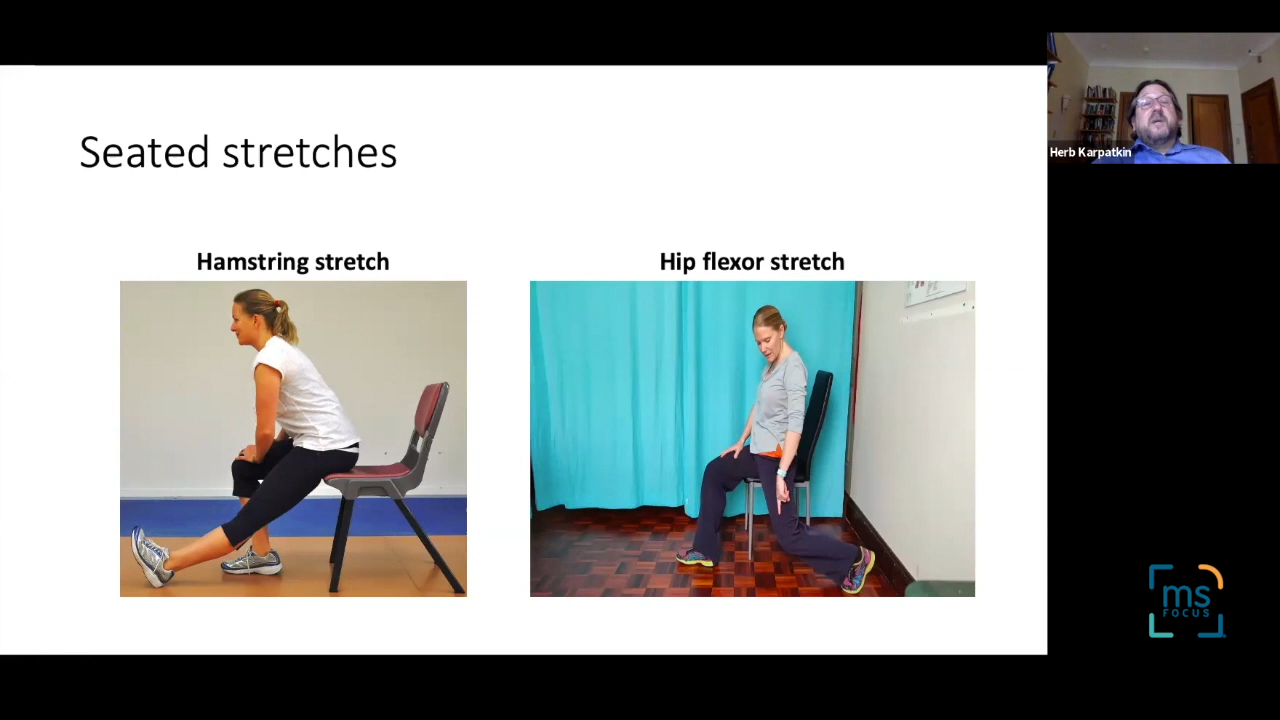 Seated stretches
Hamstring stretch
Hip flexor stretch
Herb Karpatkin
ms
FOCUS